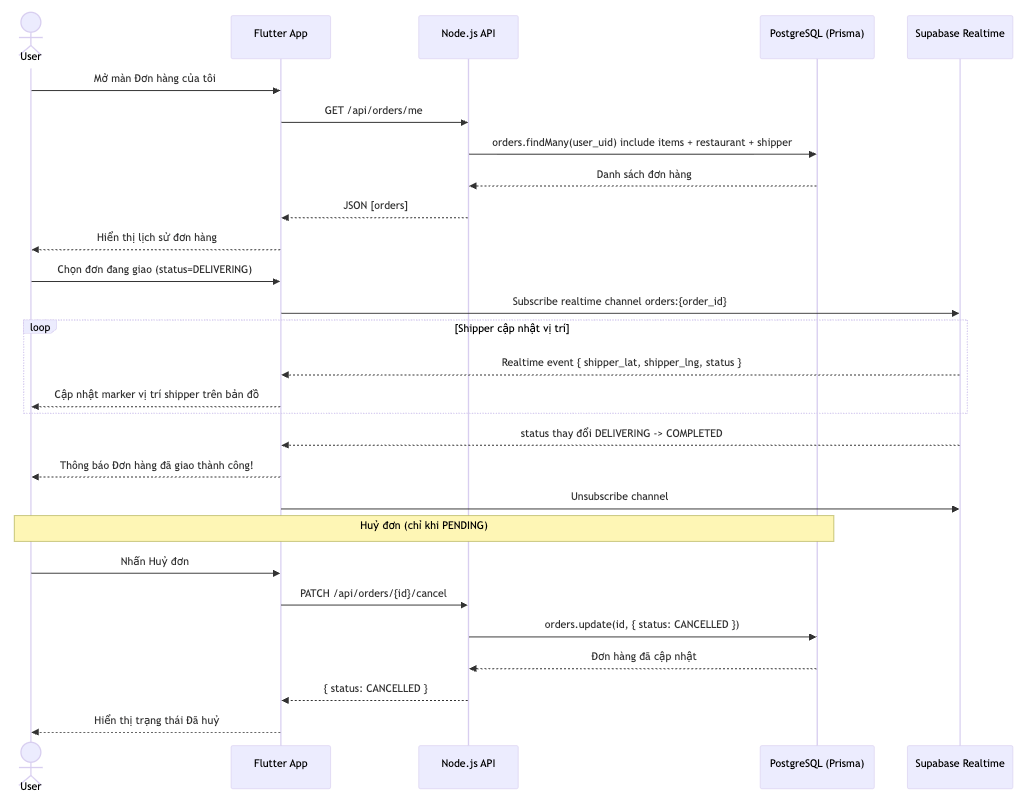 User
Flutter App
Node.js API
PostgreSQL (Prisma)
Supabase Realtime
Mở màn Đơn hàng của tôi
GET /api/orders/me
orders.findMany(user_uid) include items + restaurant + shipper
Danh sách đơn hàng
JSON [orders]
Hiển thị lịch sử đơn hàng
Chọn đơn đang giao (status=DELIVERING)
Subscribe realtime channel orders:{order_id}
loop
[Shipper cập nhật vị trí]
Realtime event { shipper_lat, shipper_lng, status }
Cập nhật marker vị trí shipper trên bản đồ
status thay đổi DELIVERING -> COMPLETED
Thông báo Đơn hàng đã giao thành công!
Unsubscribe channel
Huỷ đơn (chỉ khi PENDING)
Nhấn Huỷ đơn
PATCH /api/orders/{id}/cancel
orders.update(id, { status: CANCELLED })
Đơn hàng đã cập nhật
{ status: CANCELLED }
Hiển thị trạng thái Đã huỷ
User
Flutter App
Node.js API
PostgreSQL (Prisma)
Supabase Realtime